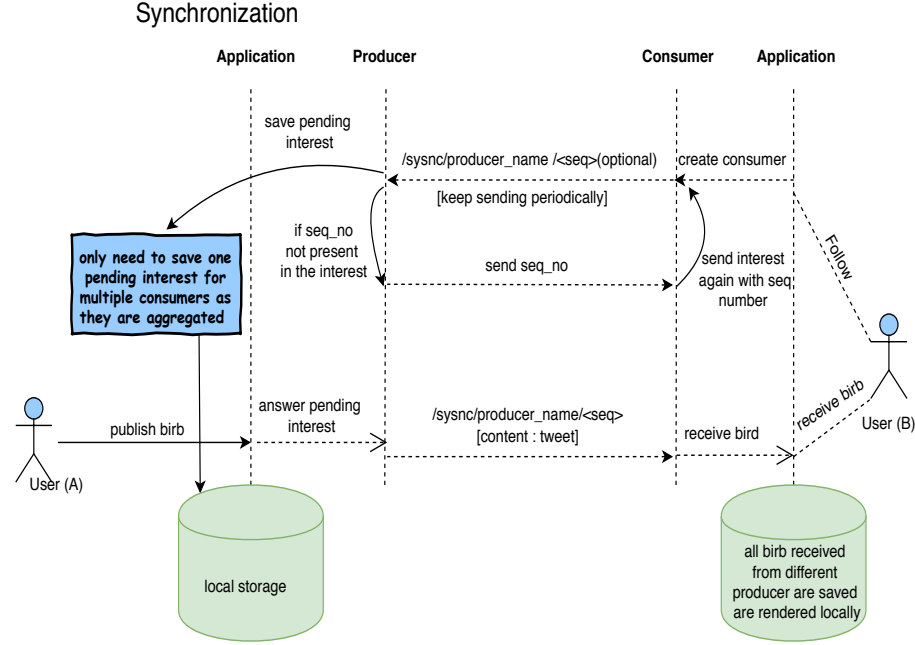 Synchronization
Application
Producer
Consumer
Application
save pending
interest
/sysnc/producer_name /<seq>(optional)
create consumer
[keep sending periodically]
if seq_no
not present
in the interest
send seq_no
send interest
again with seq
number
Follow
only need to save one
pending interest for
multiple consumers as
they are aggregated
publish birb
answer pending
interest
/sysnc/producer_name/<seq>
[content : tweet]
receive bird
receive birb
User (B)
User (A)
local storage
all birb received
from different
producer are saved
are rendered locally